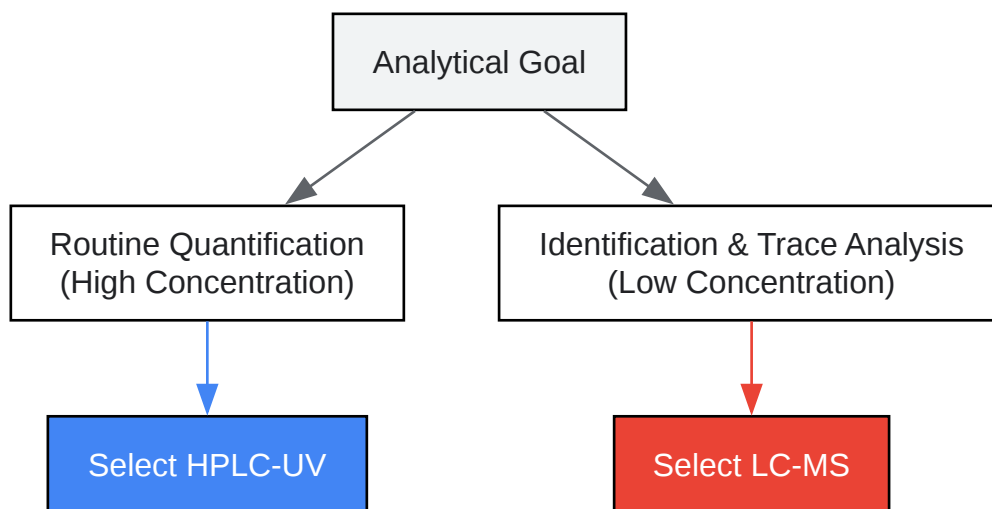 Analytical Goal
Routine Quantification
(High Concentration)
Identification & Trace Analysis
(Low Concentration)
Select HPLC-UV
Select LC-MS